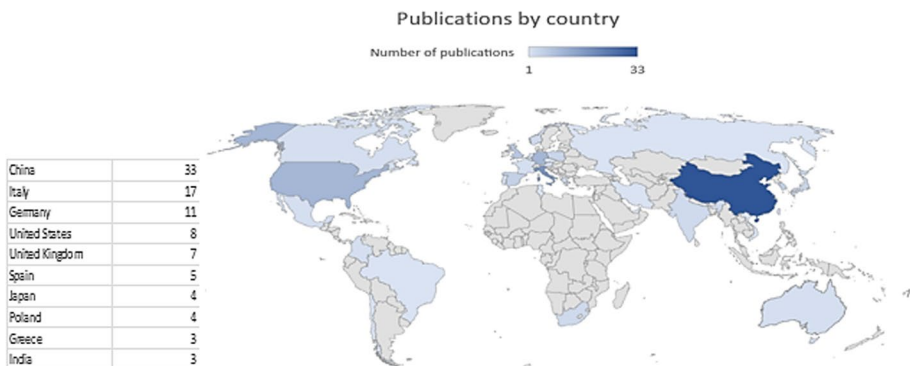 Publications by country
Number of publications
1 33
China 33
Italy 17
Germany 11
United States 8
United Kingdom 7
Spain 5
Japan 4
Poland 4
Greece 3
India 3